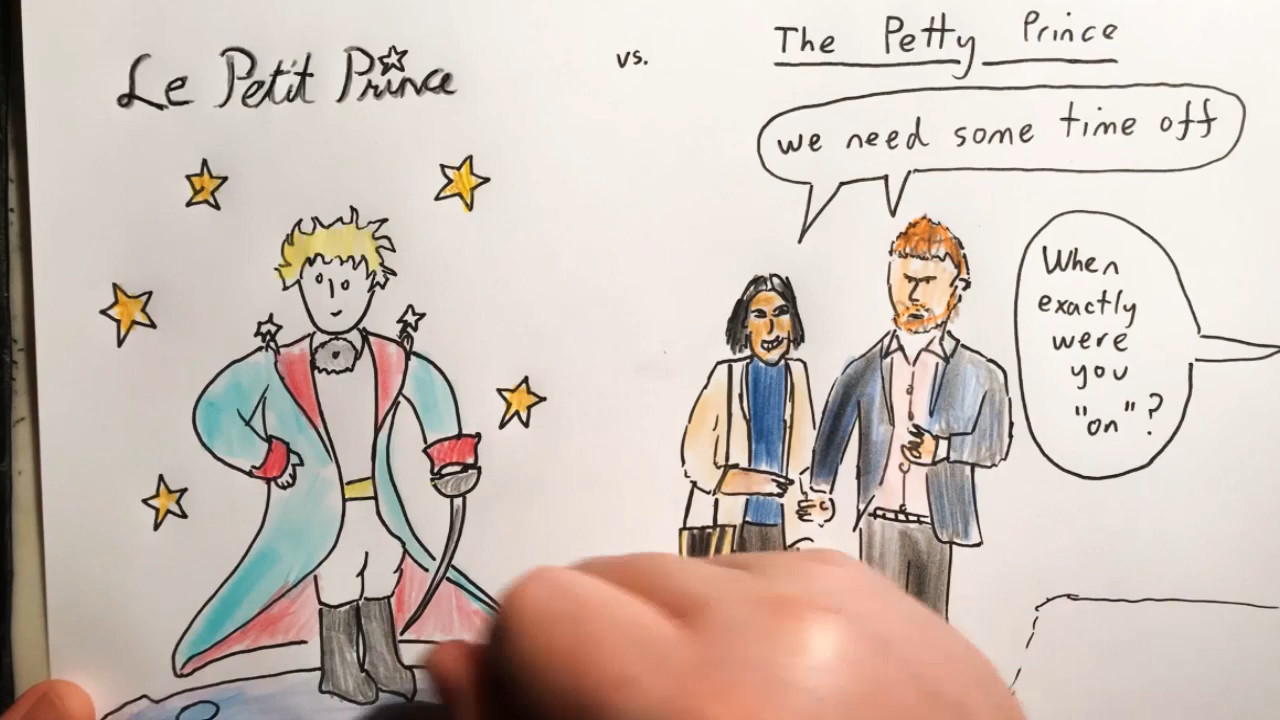 Le Petit Prince
vs.
The Petty Prince
we need some time off
When
exactly
were
you
"on"?